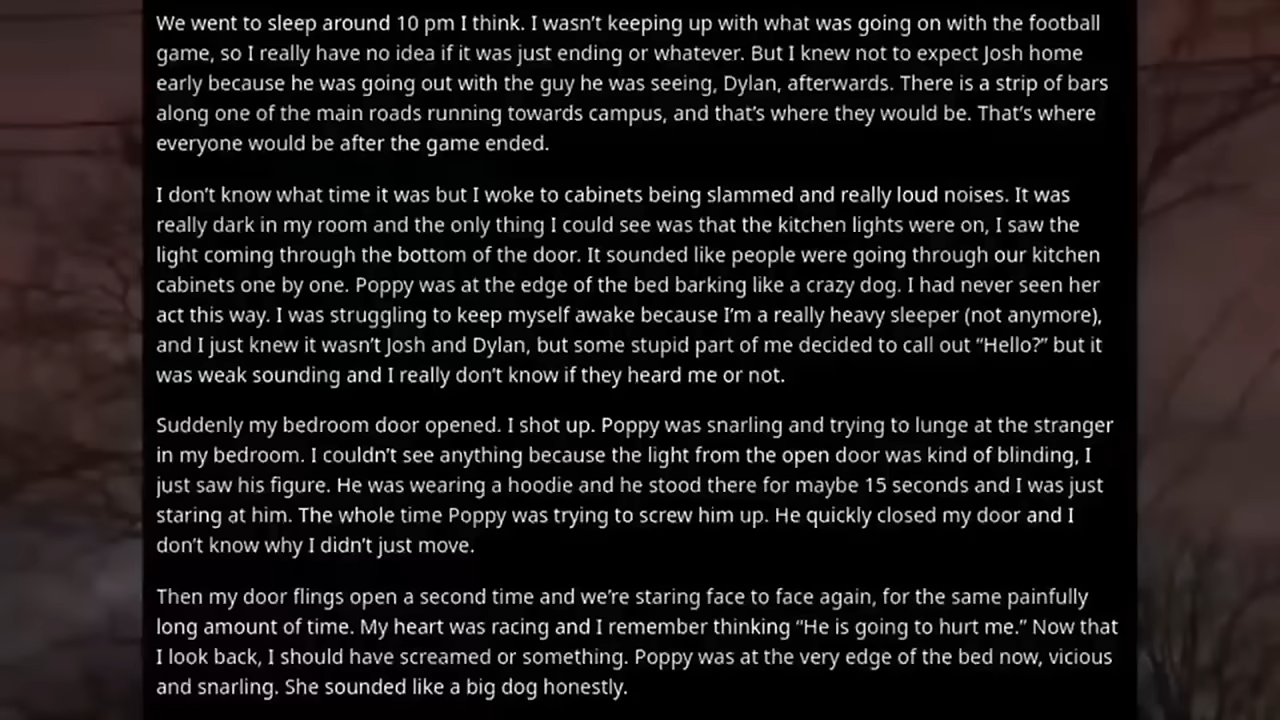 We went to sleep around 10 pm I think. I wasn’t keeping up with what was going on with the football
game, so I really have no idea if it was just ending or whatever. But I knew not to expect Josh home
early because he was going out with the guy he was seeing, Dylan, afterwards. There is a strip of bars
along one of the main roads running towards campus, and that’s where they would be. That’s where
everyone would be after the game ended.
I don’t know what time it was but I woke to cabinets being slammed and really loud noises. It was
really dark in my room and the only thing I could see was that the kitchen lights were on, I saw the
light coming through the bottom of the door. It sounded like people were going through our kitchen
cabinets one by one. Poppy was at the edge of the bed barking like a crazy dog. I had never seen her
act this way. I was struggling to keep myself awake because I’m a really heavy sleeper (not anymore),
and I just knew it wasn’t Josh and Dylan, but some stupid part of me decided to call out “Hello?” but it
was weak sounding and I really don’t know if they heard me or not.
Suddenly my bedroom door opened. I shot up. Poppy was snarling and trying to lunge at the stranger
in my bedroom. I couldn’t see anything because the light from the open door was kind of blinding, I
just saw his figure. He was wearing a hoodie and he stood there for maybe 15 seconds and I was just
staring at him. The whole time Poppy was trying to screw him up. He quickly closed my door and I
don’t know why I didn’t just move.
Then my door flings open a second time and we’re staring face to face again, for the same painfully
long amount of time. My heart was racing and I remember thinking “He is going to hurt me.” Now that
I look back, I should have screamed or something. Poppy was at the very edge of the bed now, vicious
and snarling. She sounded like a big dog honestly.